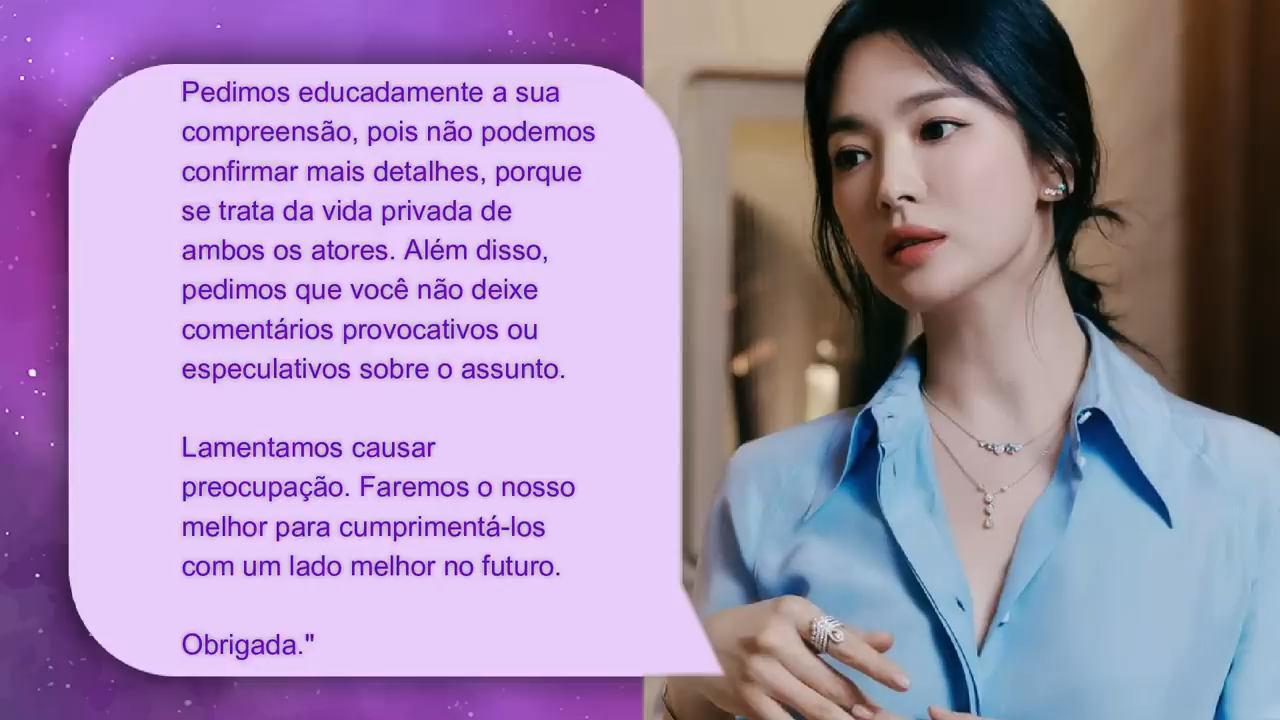 Pedimos educadamente a sua
compreensão, pois não podemos
confirmar mais detalhes, porque
se trata da vida privada de
ambos os atores. Além disso,
pedimos que você não deixe
comentários provocativos ou
especulativos sobre o assunto.
Lamentamos causar
preocupação. Faremos o nosso
melhor para cumprimentá-los
com um lado melhor no futuro.
Obrigada."